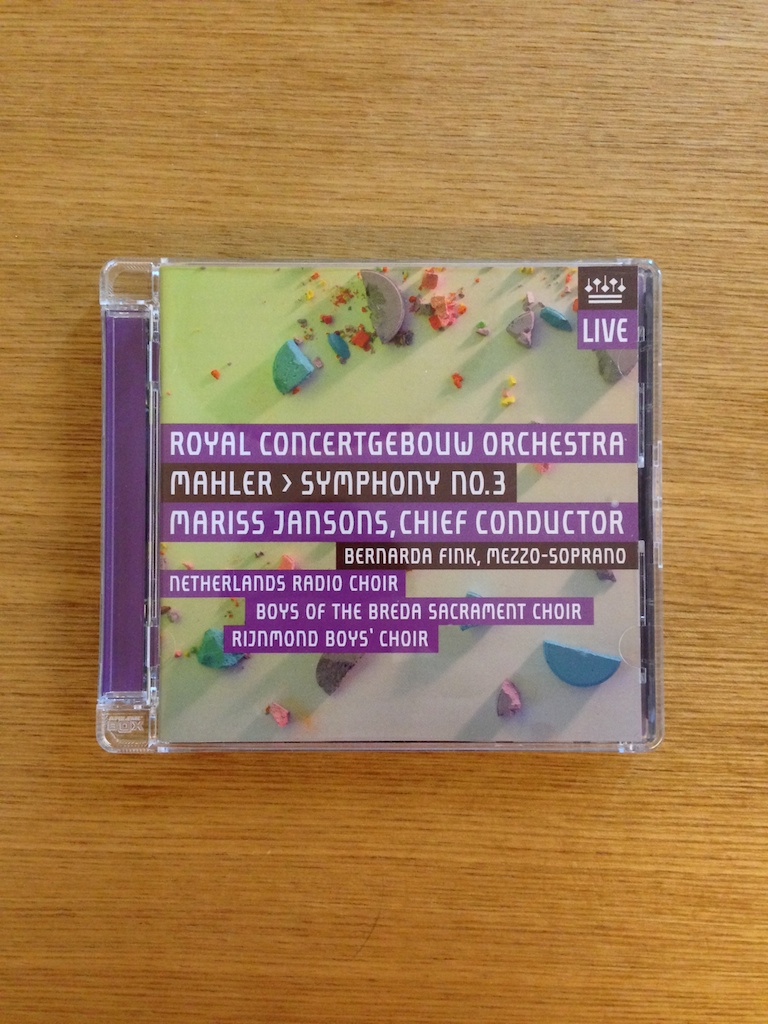 LIVE
ROYAL CONCERTGEBOUW ORCHESTRA
MAHLER > SYMPHONY NO.3
MARISS JANSONS, CHIEF CONDUCTOR
BERNARDA FINK, MEZZO-SOPRANO
NETHERLANDS RADIO CHOIR
BOYS OF THE BREDA SACRAMENT CHOIR
RIJNMOND BOYS' CHOIR